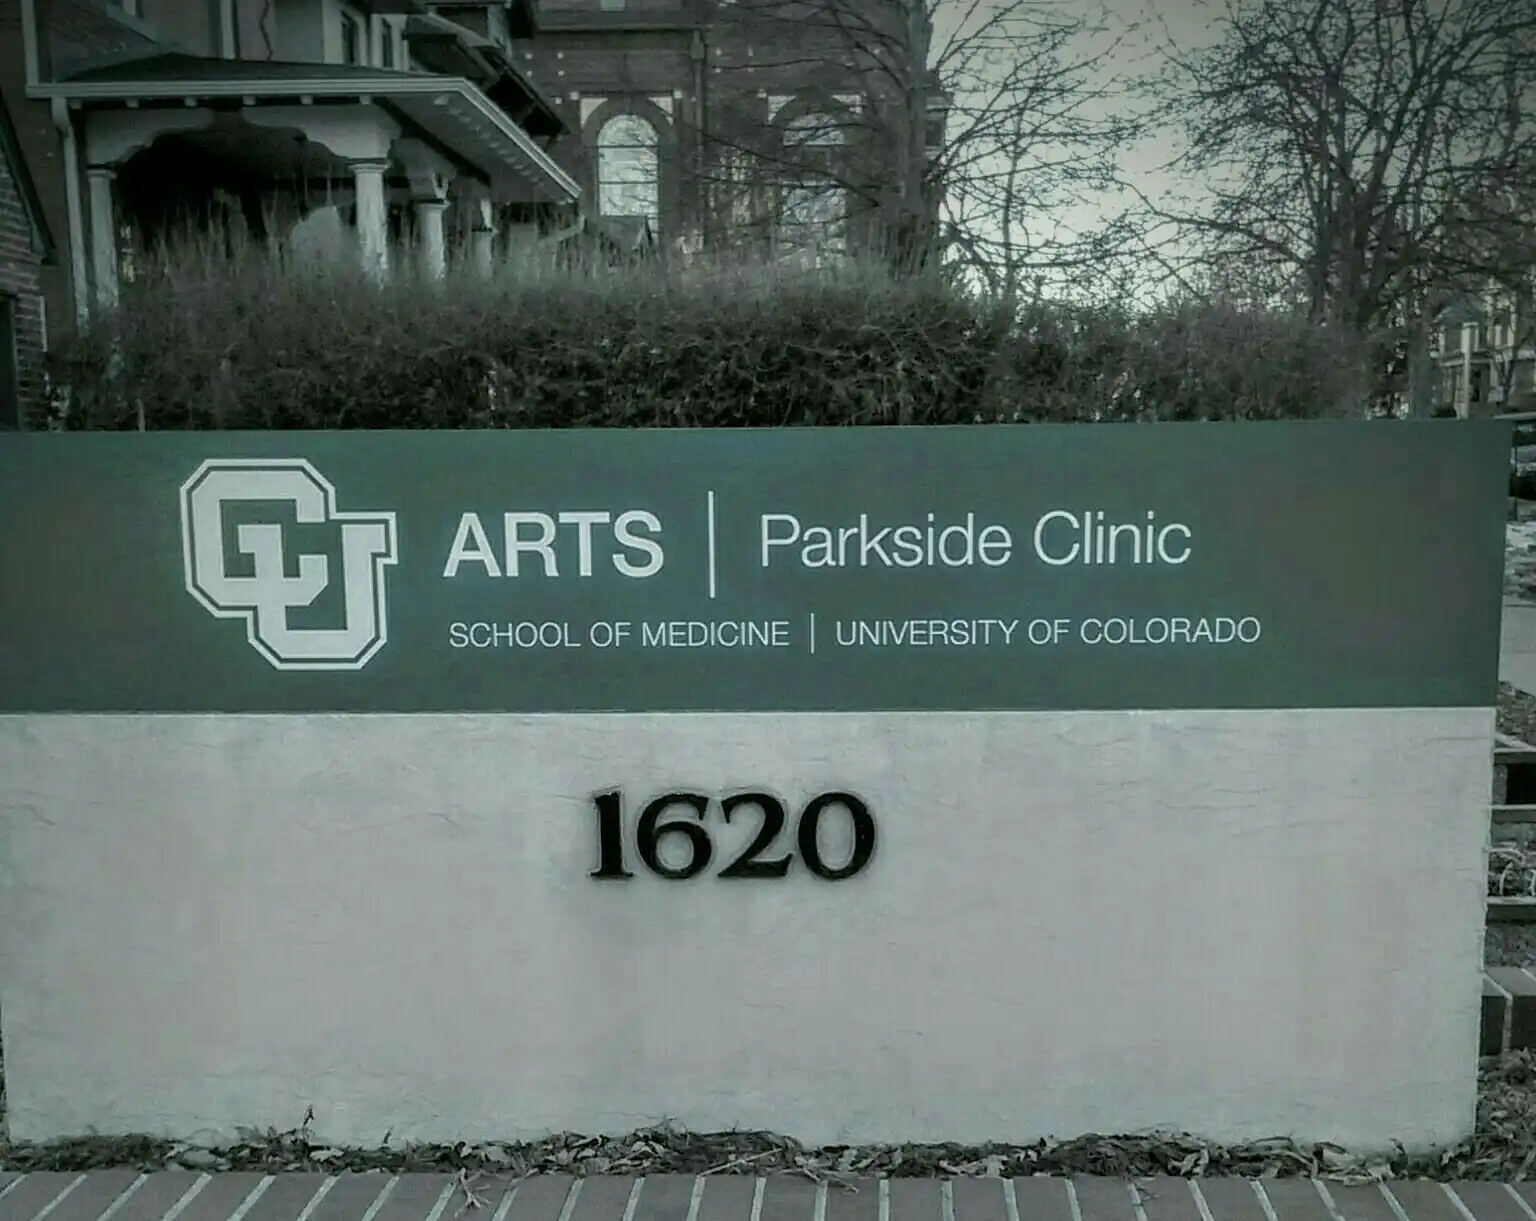 CU ARTS | Parkside Clinic
SCHOOL OF MEDICINE | UNIVERSITY OF COLORADO
1620